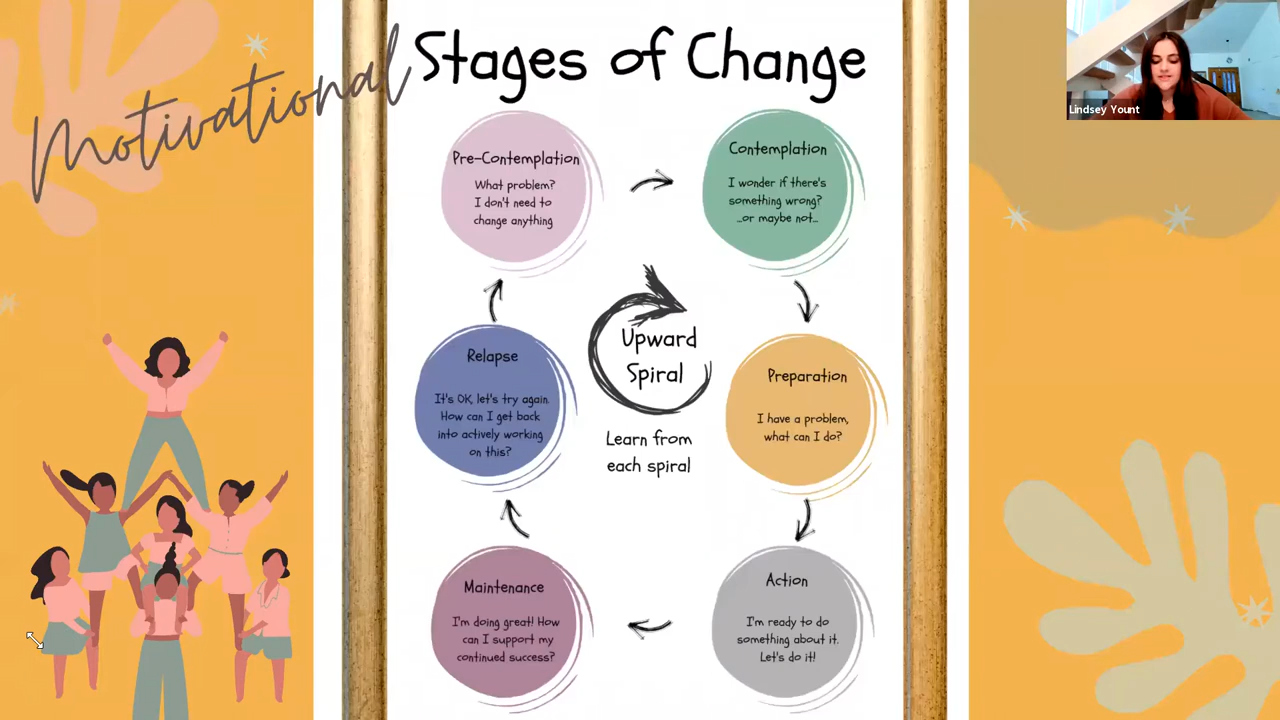 Motivational
Stages of Change
Lindsey Yount
Pre-Contemplation
What problem?
I don't need to
change anything
Contemplation
I wonder if there's
something wrong?
...or maybe not...
Upward
Spiral
Learn from
each spiral
Relapse
It's OK, let's try again.
How can I get back
into actively working
on this?
Preparation
I have a problem,
what can I do?
Maintenance
I'm doing great! How
can I support my
continued success?
Action
I'm ready to do
something about it.
Let's do it!